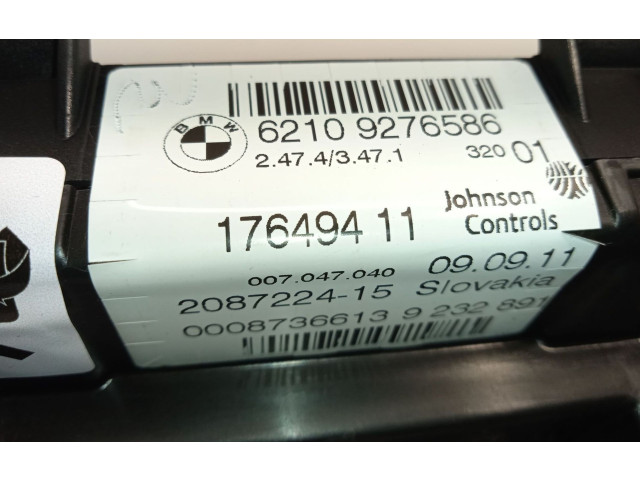 BMW
6210 9276586
2.47.4/3.47.1 320 01
176494 11
Johnson
Controls
007.047.040 09.09.11
2087224-15 Slovakia
0008736613 9 232 891